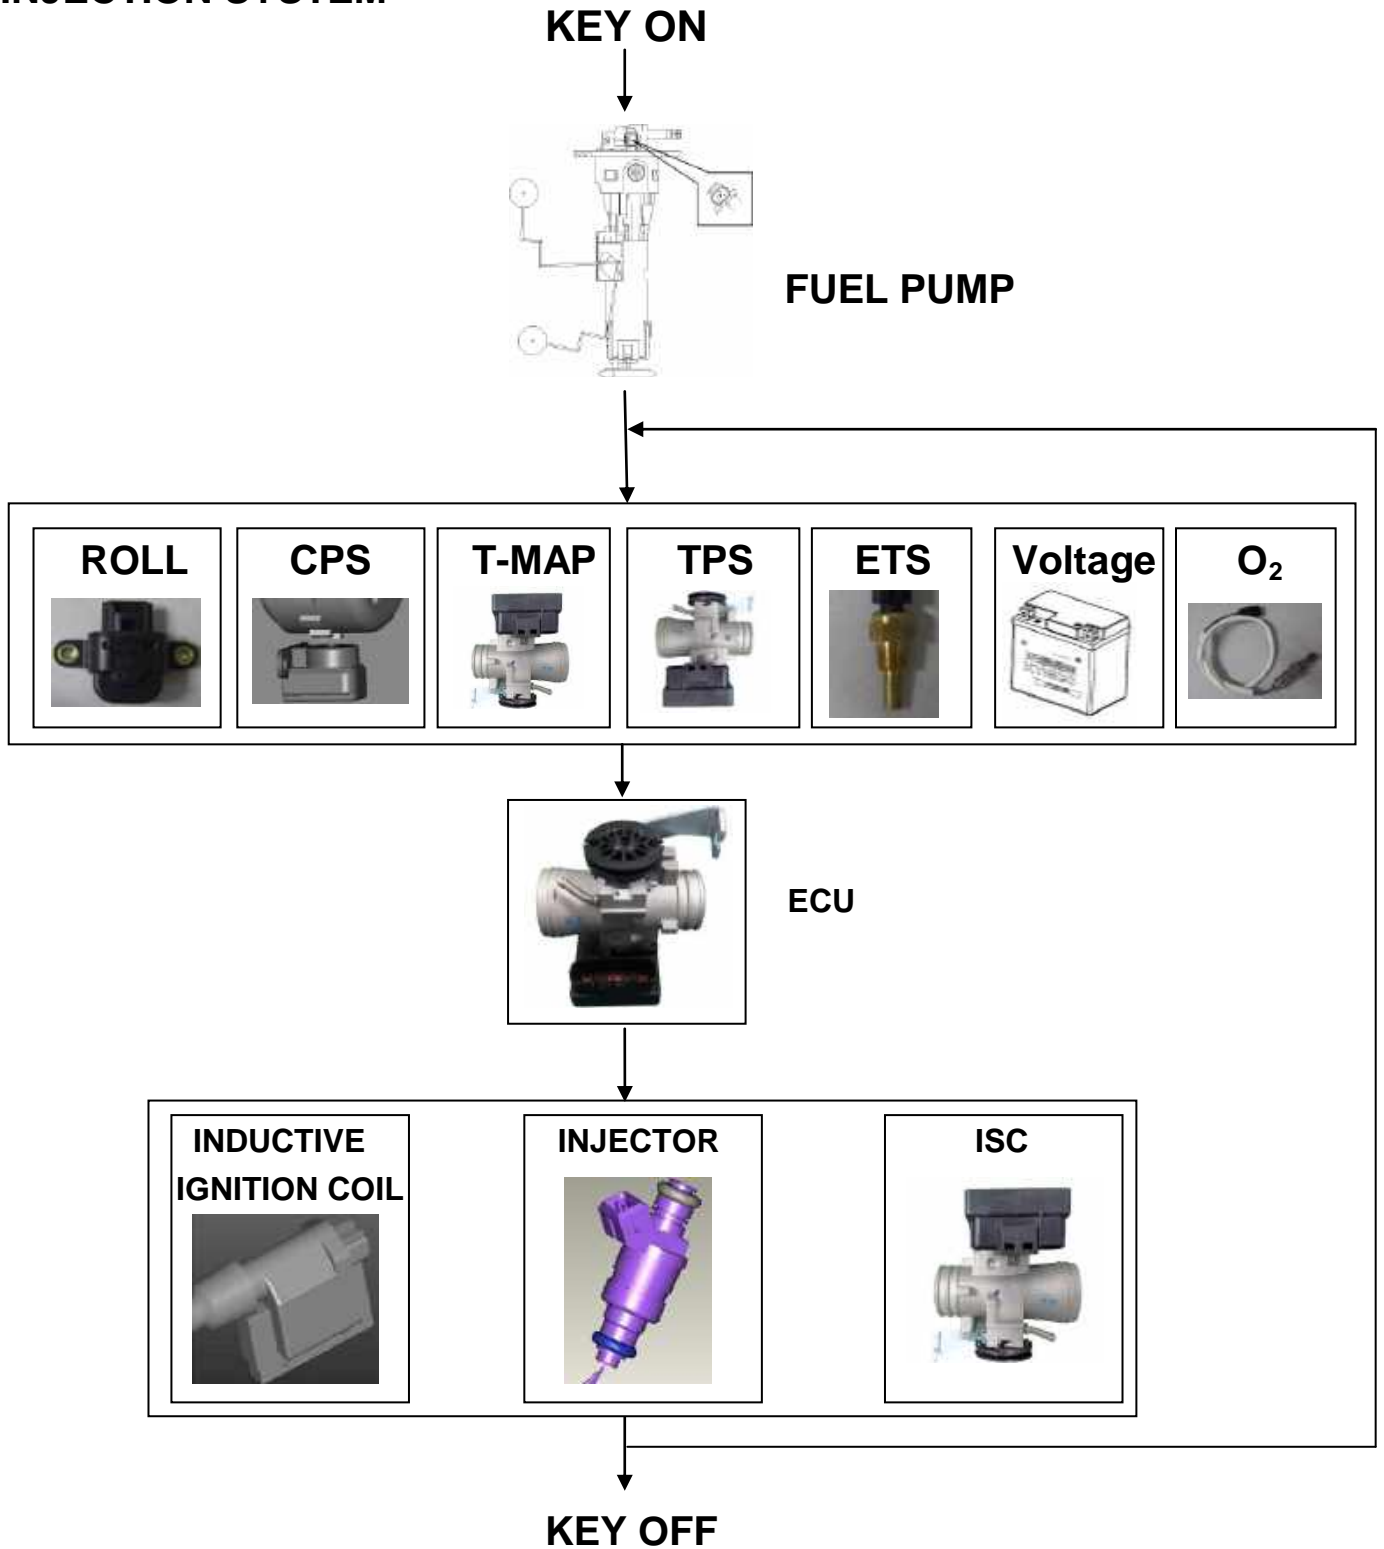 INJECTION SYSTEM
KEY ON
FUEL PUMP
ROLL
CPS
T-MAP
TPS
ETS
Voltage
O₂
ECU
INDUCTIVE
IGNITION COIL
INJECTOR
ISC
KEY OFF